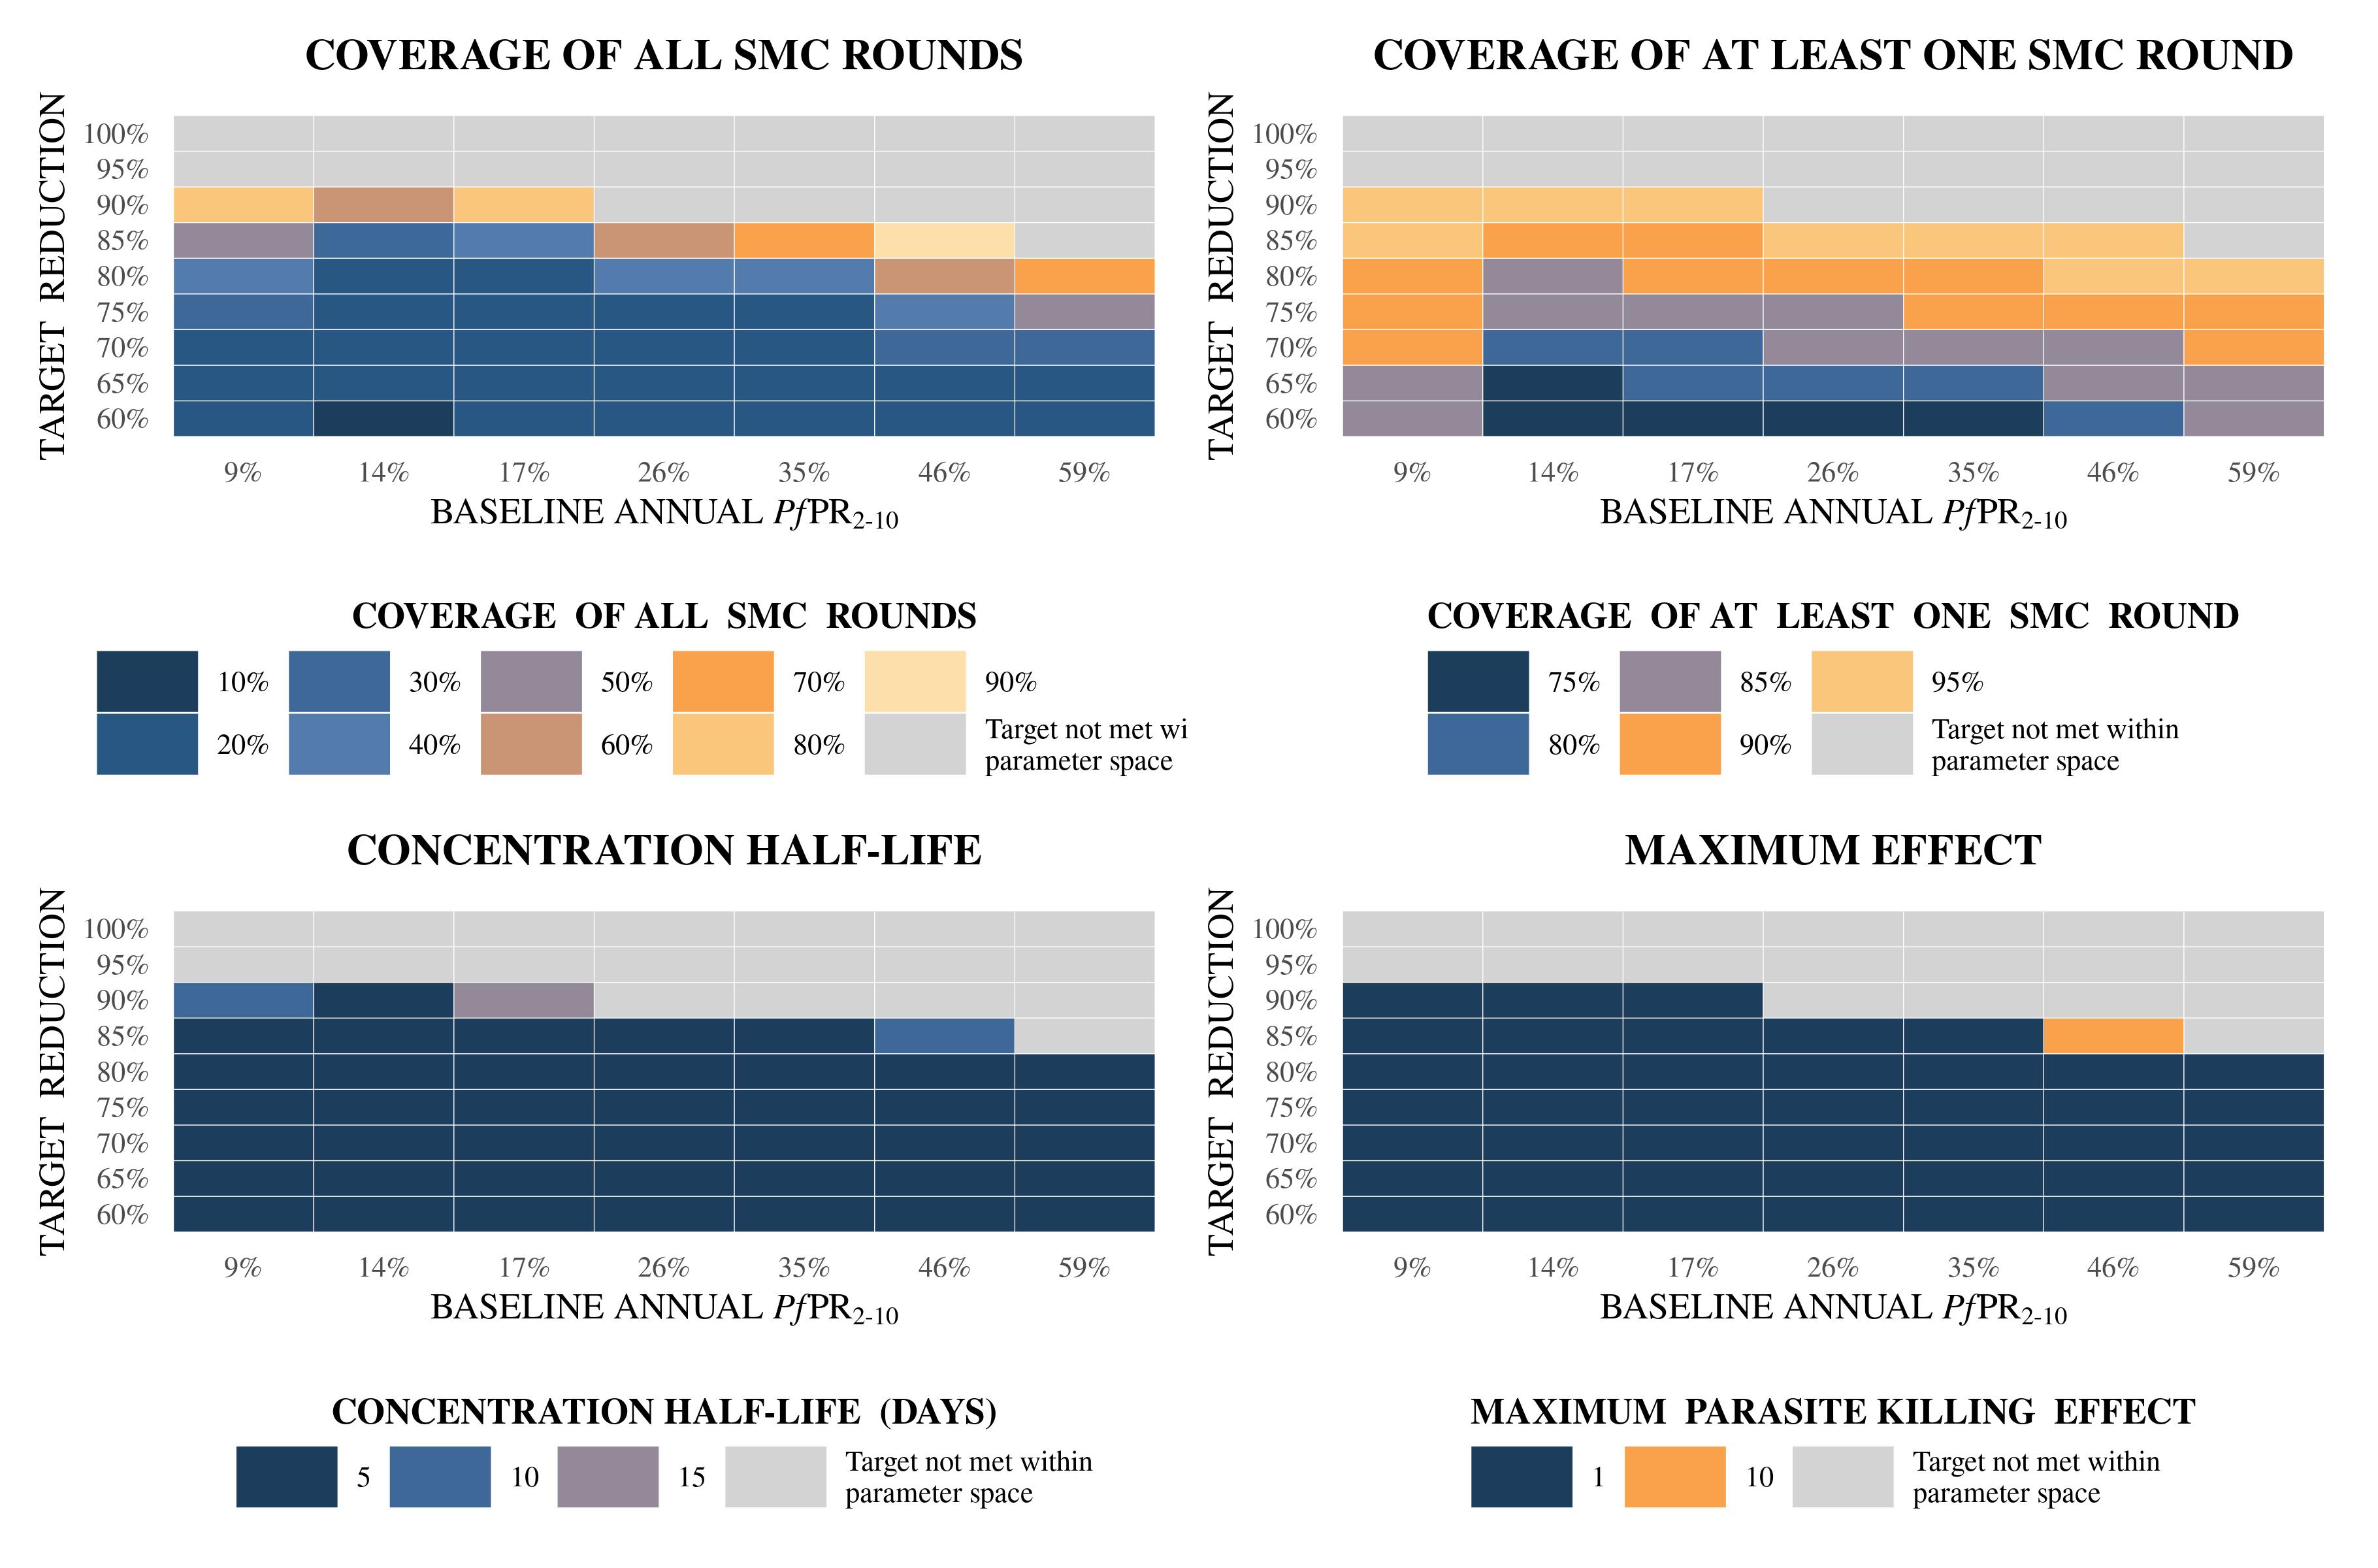 COVERAGE OF ALL SMC ROUNDS
TARGET REDUCTION
100%
95%
90%
85%
80%
75%
70%
65%
60%
9% 14% 17% 26% 35% 46% 59%
BASELINE ANNUAL PfPR2-10
COVERAGE OF ALL SMC ROUNDS
10% 30% 50% 70% 90%
20% 40% 60% 80% Target not met wi
parameter space
COVERAGE OF AT LEAST ONE SMC ROUND
TARGET REDUCTION
100%
95%
90%
85%
80%
75%
70%
65%
60%
9% 14% 17% 26% 35% 46% 59%
BASELINE ANNUAL PfPR2-10
COVERAGE OF AT LEAST ONE SMC ROUND
75% 85% 95%
80% 90% Target not met within
parameter space
CONCENTRATION HALF-LIFE
TARGET REDUCTION
100%
95%
90%
85%
80%
75%
70%
65%
60%
9% 14% 17% 26% 35% 46% 59%
BASELINE ANNUAL PfPR2-10
CONCENTRATION HALF-LIFE (DAYS)
5 10 15 Target not met within
parameter space
MAXIMUM EFFECT
TARGET REDUCTION
100%
95%
90%
85%
80%
75%
70%
65%
60%
9% 14% 17% 26% 35% 46% 59%
BASELINE ANNUAL PfPR2-10
MAXIMUM PARASITE KILLING EFFECT
1 10 Target not met within
parameter space